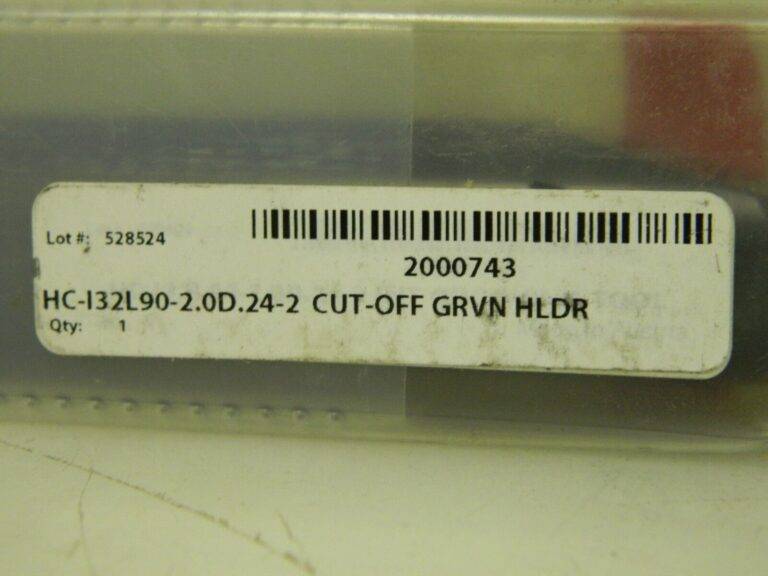 Lot #: 528524
2000743
HC-I32L90-2.0D.24-2 CUT-OFF GRVN HLDR
Qty: 1